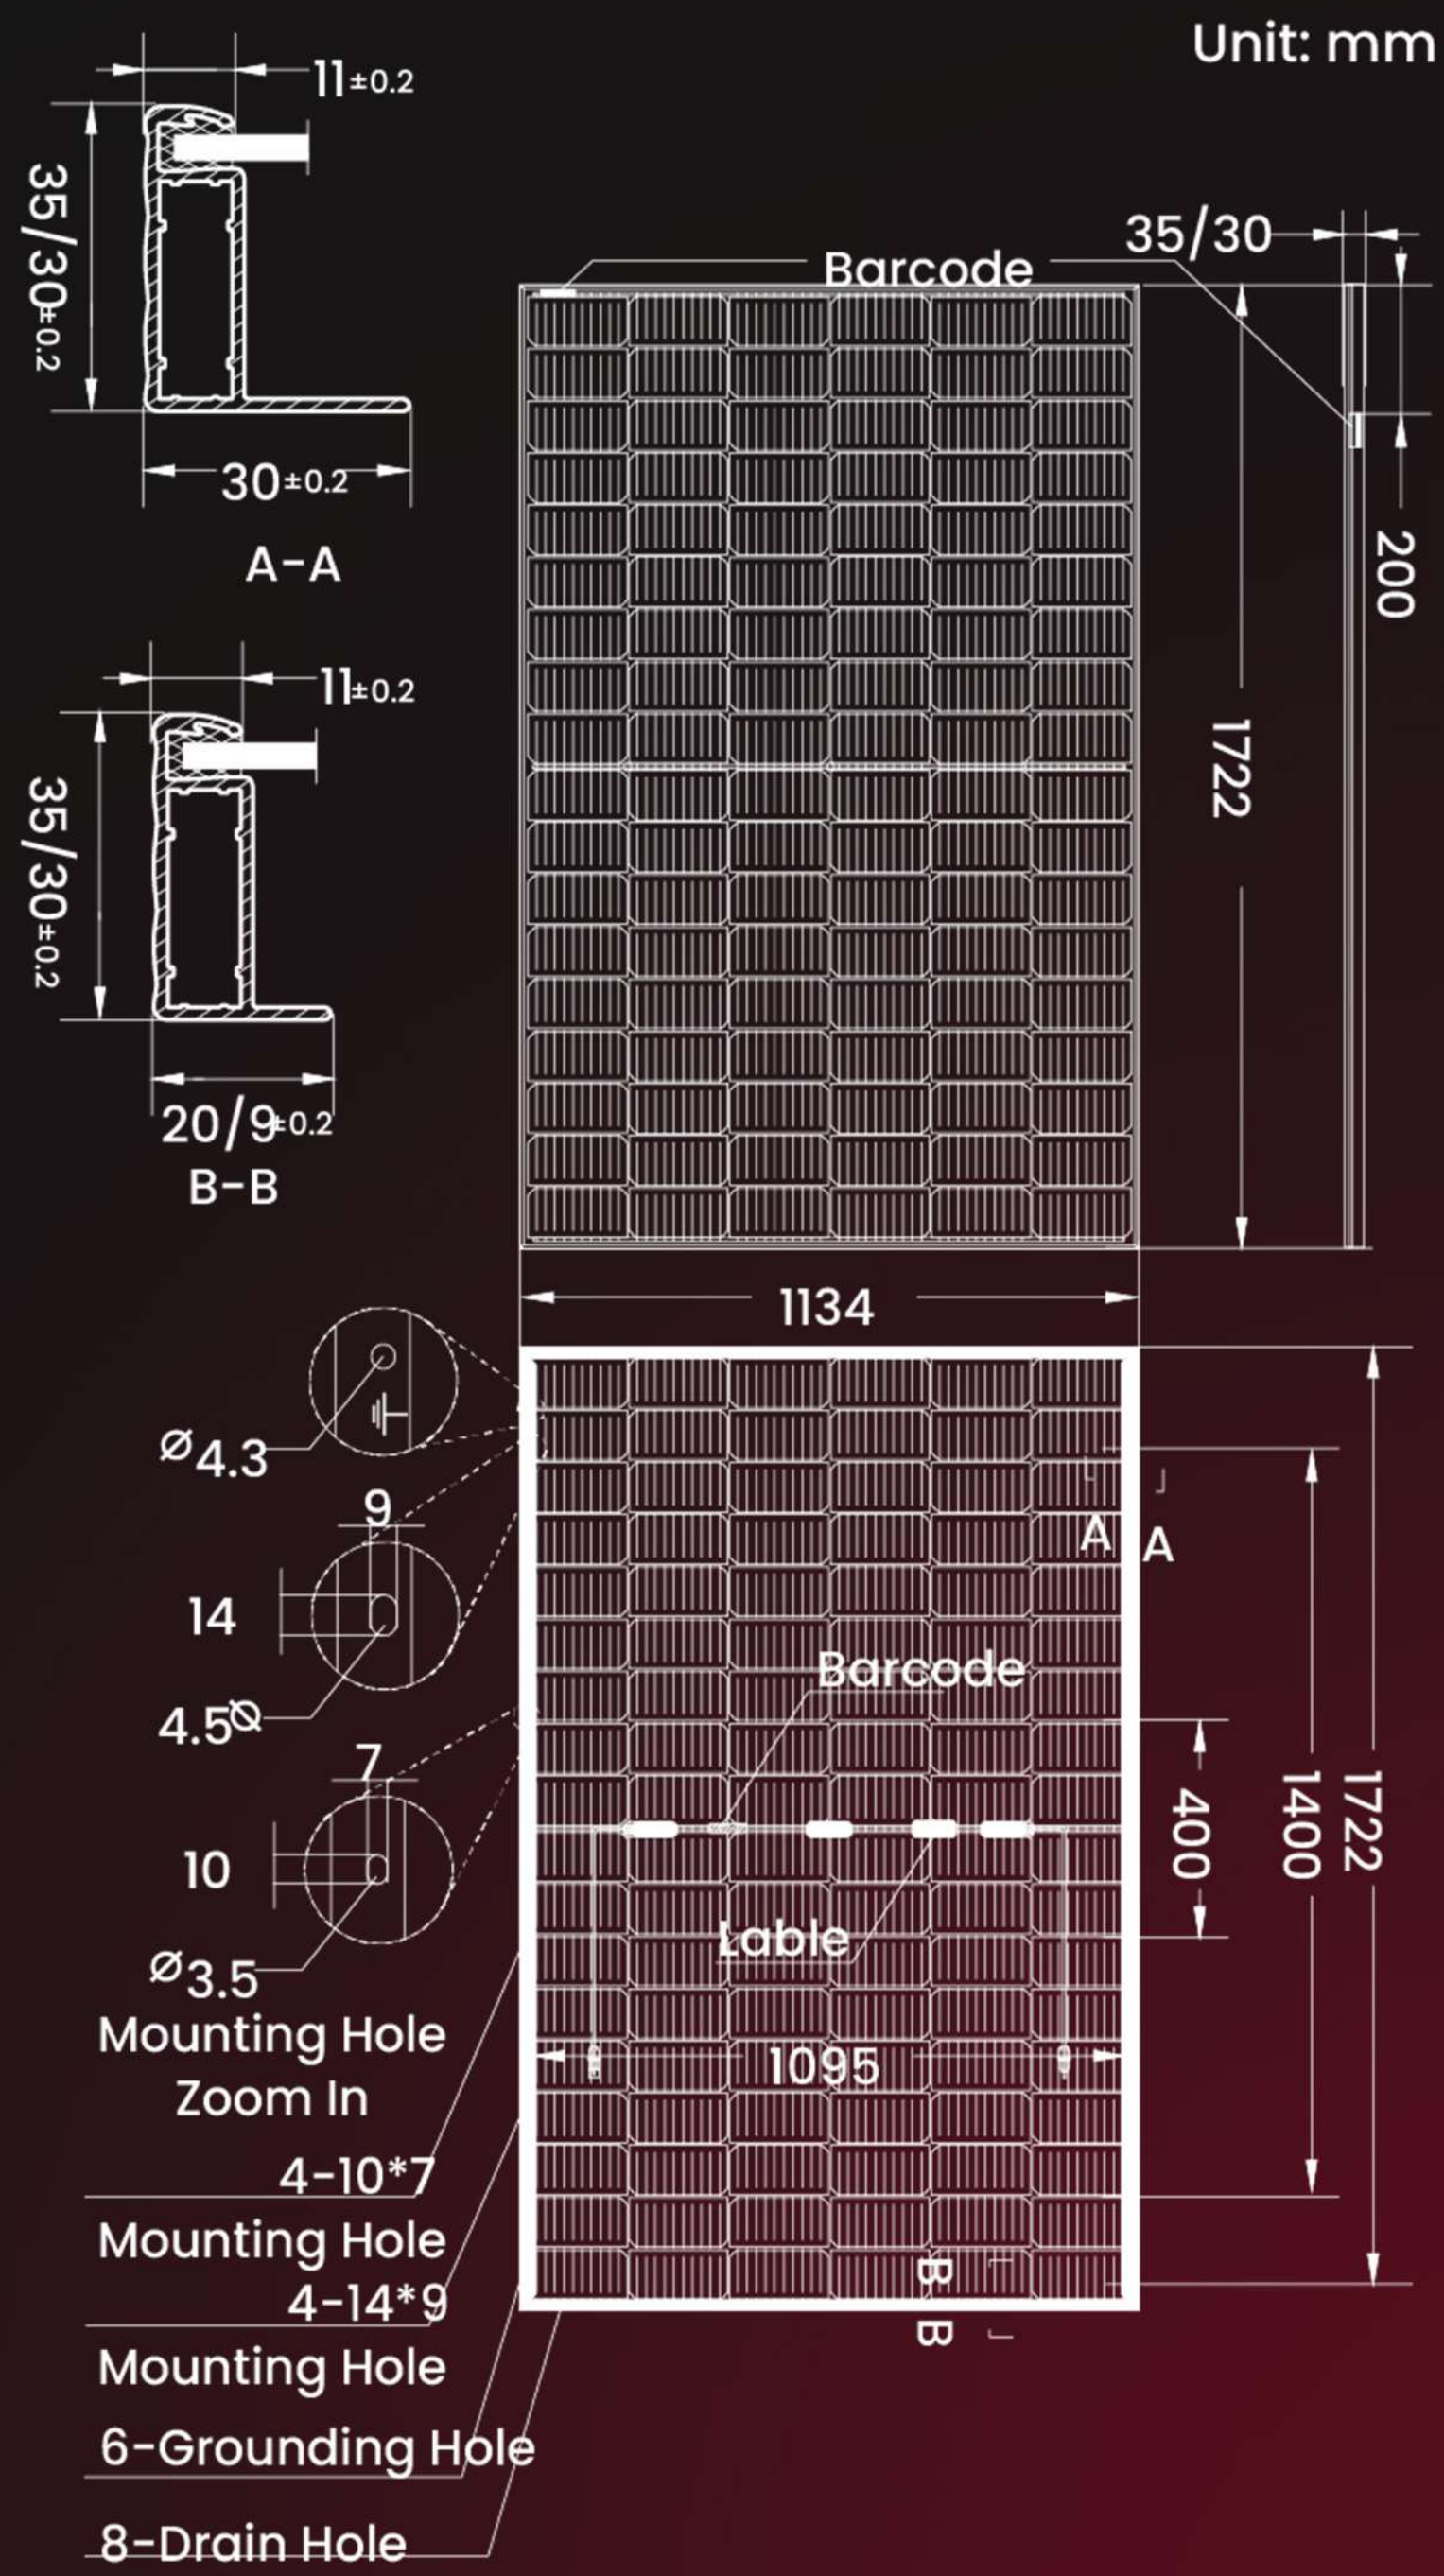 Unit: mm
11±0.2
35/30±0.2
30±0.2
A-A
35/30
Barcode
200
1722
11±0.2
35/30±0.2
20/9±0.2
B-B
1134
Ø4.3
9
14
4.5Ø
7
10
Ø3.5
A A
Barcode
400
1400
1722
Lable
1095
B
B
Mounting Hole
Zoom In
4-10*7
Mounting Hole
4-14*9
Mounting Hole
6-Grounding Hole
8-Drain Hole